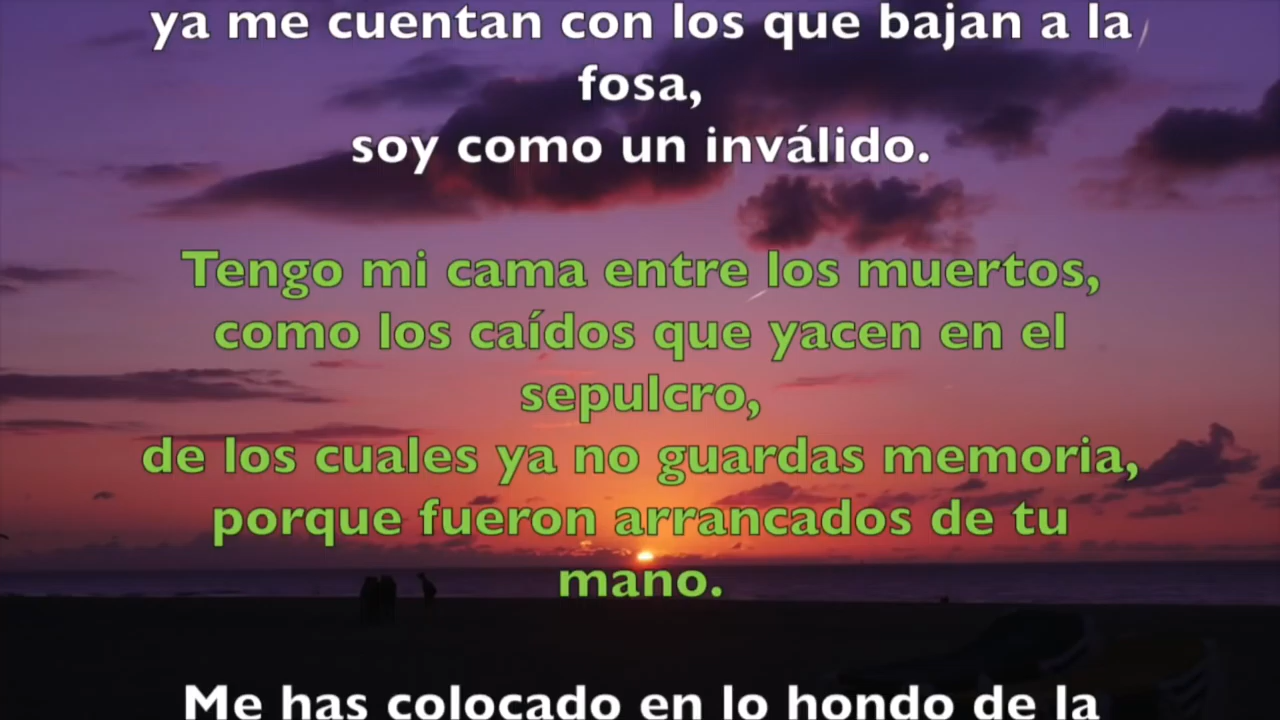 ya me cuentan con los que bajan a la
fosa,
soy como un inválido.
Tengo mi cama entre los muertos,
como los caídos que yacen en el
sepulcro,
de los cuales ya no guardas memoria,
porque fueron arrancados de tu
mano.
Me has colocado en lo hondo de la